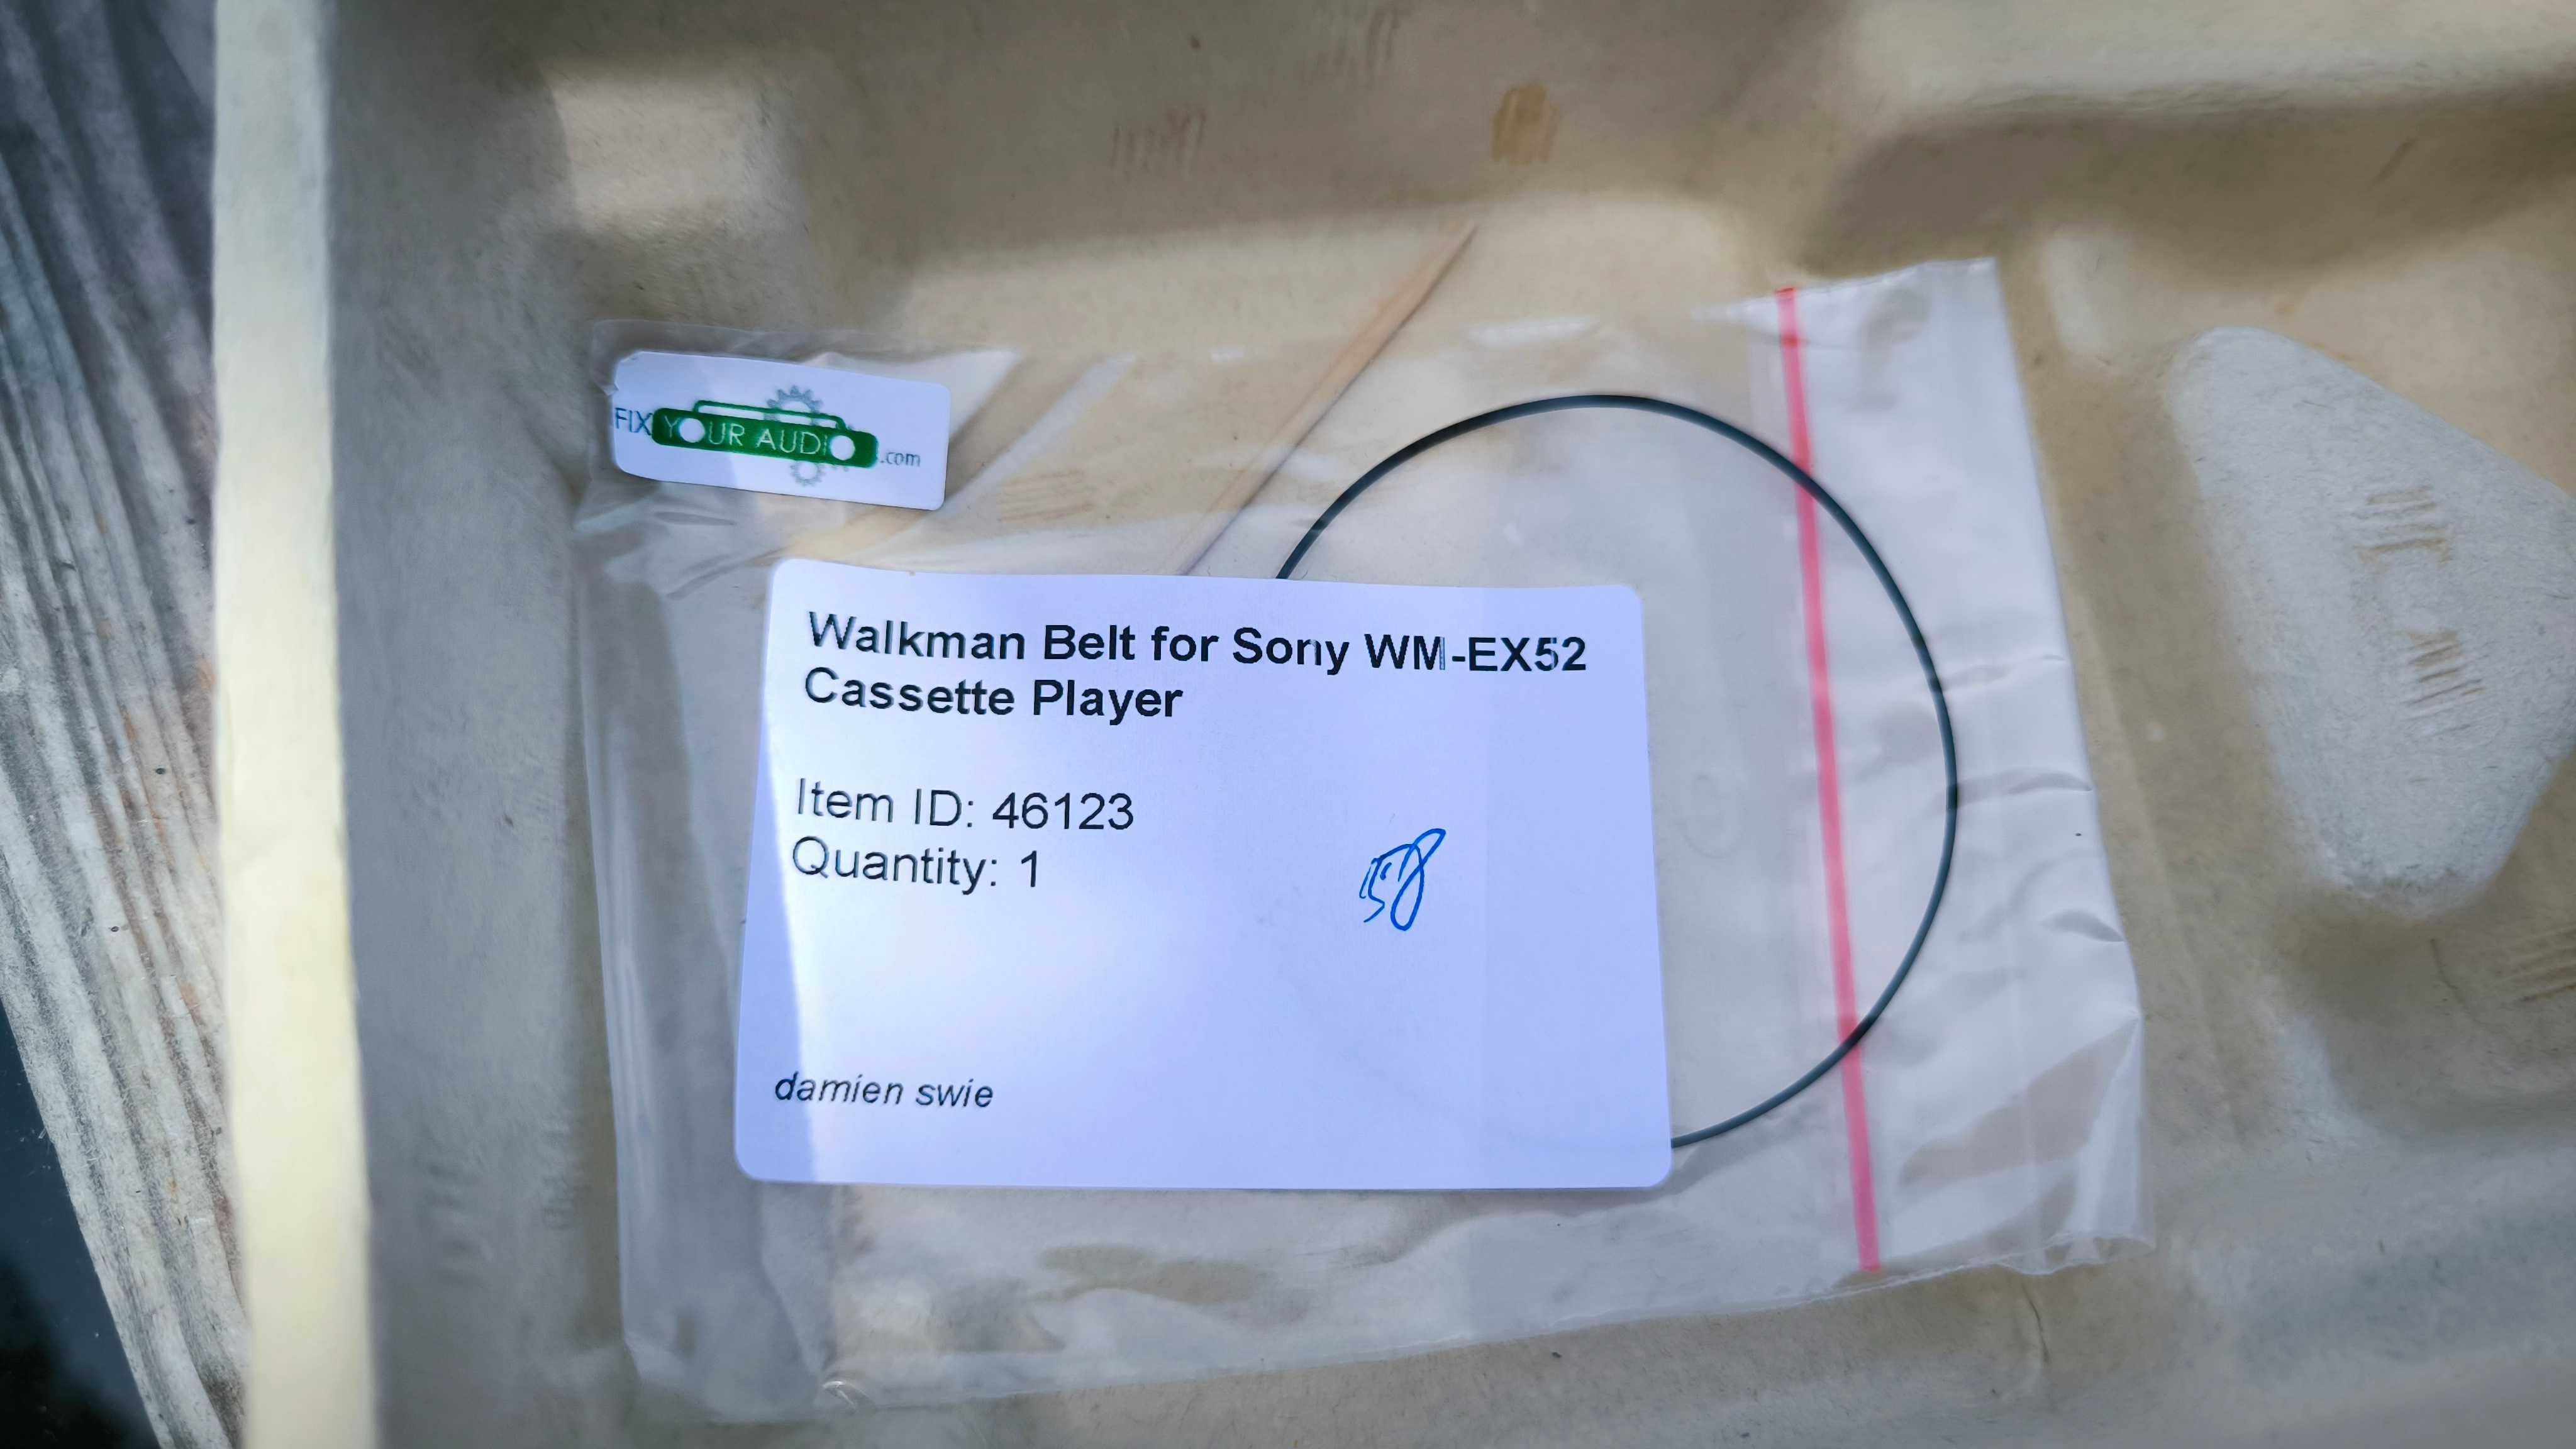 FIX YOUR AUDiO .com
Walkman Belt for Sony WM-EX52
Cassette Player
Item ID: 46123
Quantity: 1
damien swie